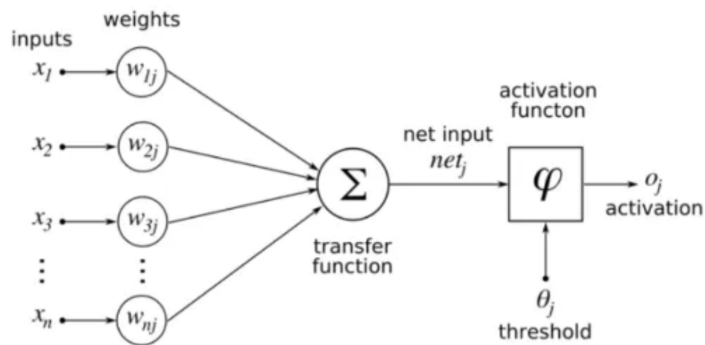 weights
inputs
x₁ w₁ⱼ
activation
functon
x₂ w₂ⱼ
net input
netⱼ
Σ
φ
oⱼ
activation
x₃ w₃ⱼ
transfer
function
⋮ ⋮
xₙ wₙⱼ
θⱼ
threshold